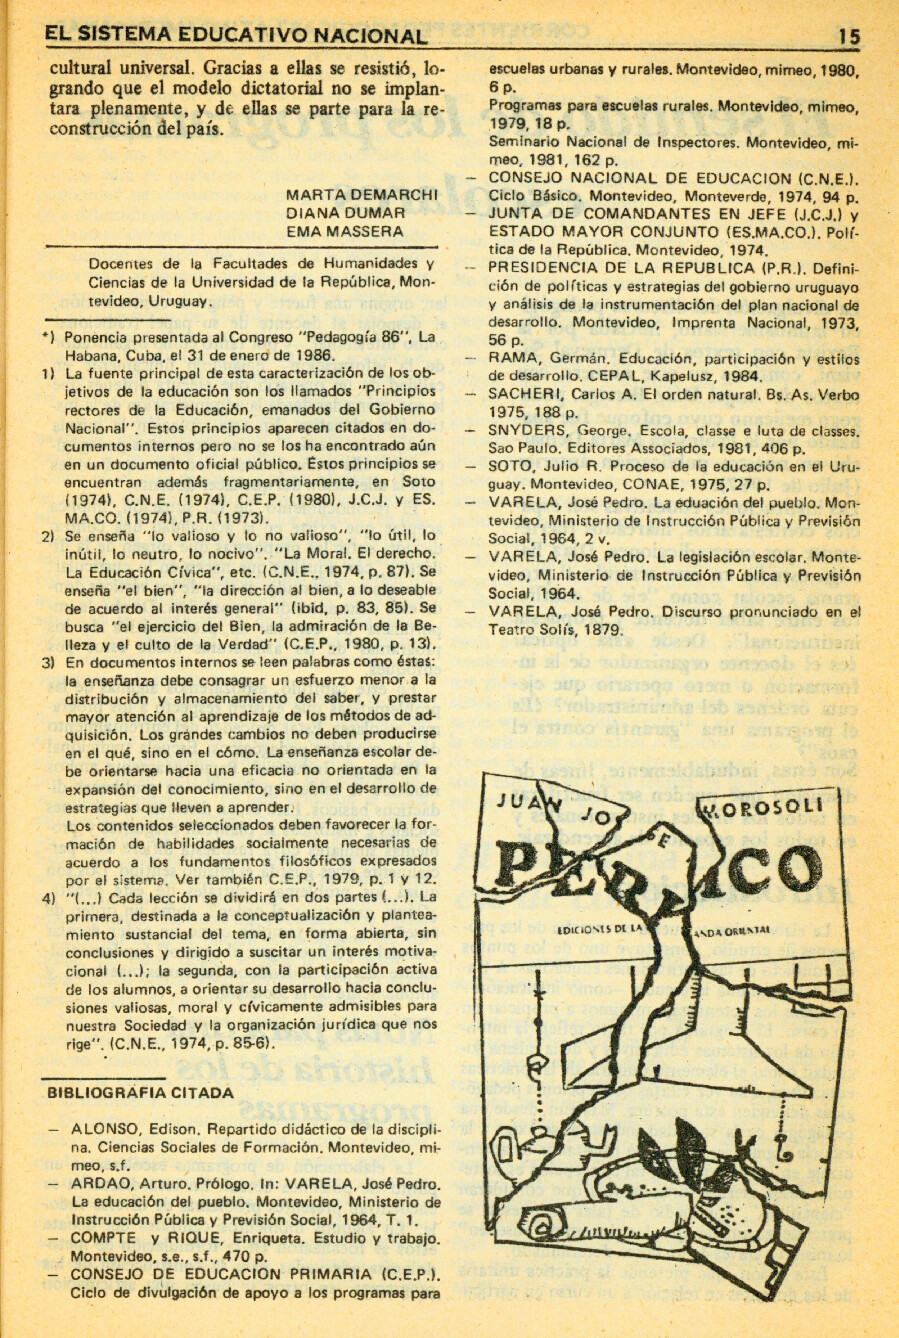 EL SISTEMA EDUCATIVO NACIONAL
15
cultural universal. Gracias a ellas se resistió, lo-
grando que el modelo dictatorial no se implan-
tara plenamente, y de ellas se parte para la re-
construcción del país.
MARTA DEMARCHI
DIANA DUMAR
EMA MASSERA
Docentes de la Facultades de Humanidades y
Ciencias de la Universidad de la República, Mon-
tevideo, Uruguay.
*) Ponencia presentada al Congreso "Pedagogía 86", La
Habana, Cuba, el 31 de enero de 1986.
1) La fuente principal de esta caracterización de los ob-
jetivos de la educación son los llamados "Principios
rectores de la Educación, emanados del Gobierno
Nacional". Estos principios aparecen citados en do-
cumentos internos pero no se los ha encontrado aún
en un documento oficial público. Éstos principios se
encuentran además fragmentariamente, en Soto
(1974), C.N.E. (1974), C.E.P. (1980), J.C.J. y ES.
MA.CO. (1974), P.R. (1973).
2) Se enseña "lo valioso y lo no valioso", "lo útil, lo
inútil, lo neutro, lo nocivo". "La Moral. El derecho.
La Educación Cívica", etc. (C.N.E., 1974, p. 87). Se
enseña "el bien", "la dirección al bien, a lo deseable
de acuerdo al interés general" (ibid, p. 83, 85). Se
busca "el ejercicio del Bien, la admiración de la Be-
lleza y el culto de la Verdad" (C.E.P., 1980, p. 13).
3) En documentos internos se leen palabras como éstas:
la enseñanza debe consagrar un esfuerzo menor a la
distribución y almacenamiento del saber, y prestar
mayor atención al aprendizaje de los métodos de ad-
quisición. Los grandes cambios no deben producirse
en el qué, sino en el cómo. La enseñanza escolar de-
be orientarse hacia una eficacia no orientada en la
expansión del conocimiento, sino en el desarrollo de
estrategias que lleven a aprender.
Los contenidos seleccionados deben favorecer la for-
mación de habilidades socialmente necesarias de
acuerdo a los fundamentos filosóficos expresados
por el sistema. Ver también C.E.P., 1979, p. 1 y 12.
4) "(...) Cada lección se dividirá en dos partes (...). La
primera, destinada a la conceptualización y plantea-
miento sustancial del tema, en forma abierta, sin
conclusiones y dirigido a suscitar un interés motiva-
cional (...); la segunda, con la participación activa
de los alumnos, a orientar su desarrollo hacia conclu-
siones valiosas, moral y cívicamente admisibles para
nuestra Sociedad y la organización jurídica que nos
rige". (C.N.E., 1974, p. 85-6).
BIBLIOGRAFIA CITADA
— ALONSO, Edison. Repartido didáctico de la discipli-
na. Ciencias Sociales de Formación. Montevideo, mi-
meo, s.f.
— ARDAO, Arturo. Prólogo. In: VARELA, José Pedro.
La educación del pueblo. Montevideo, Ministerio de
Instrucción Pública y Previsión Social, 1964, T. 1.
— COMPTE y RIQUE, Enriqueta. Estudio y trabajo.
Montevideo, s.e., s.f., 470 p.
— CONSEJO DE EDUCACION PRIMARIA (C.E.P.).
Ciclo de divulgación de apoyo a los programas para
escuelas urbanas y rurales. Montevideo, mimeo, 1980,
6 p.
Programas para escuelas rurales. Montevideo, mimeo,
1979, 18 p.
Seminario Nacional de Inspectores. Montevideo, mi-
meo, 1981, 162 p.
— CONSEJO NACIONAL DE EDUCACION (C.N.E.).
Ciclo Básico. Montevideo, Monteverde, 1974, 94 p.
— JUNTA DE COMANDANTES EN JEFE (J.C.J.) y
ESTADO MAYOR CONJUNTO (ES.MA.CO.). Polí-
tica de la República. Montevideo, 1974.
— PRESIDENCIA DE LA REPUBLICA (P.R.). Defini-
ción de políticas y estrategias del gobierno uruguayo
y análisis de la instrumentación del plan nacional de
desarrollo. Montevideo, Imprenta Nacional, 1973,
56 p.
— RAMA, Germán. Educación, participación y estilos
de desarrollo. CEPAL, Kapelusz, 1984.
— SACHERI, Carlos A. El orden natural. Bs. As. Verbo
1975, 188 p.
— SNYDERS, George. Escola, classe e luta de classes.
Sao Paulo. Editores Associados, 1981, 406 p.
— SOTO, Julio R. Proceso de la educación en el Uru-
guay. Montevideo, CONAE, 1975, 27 p.
— VARELA, José Pedro. La eduación del pueblo. Mon-
tevideo, Ministerio de Instrucción Pública y Previsión
Social, 1964, 2 v.
— VARELA, José Pedro. La legislación escolar. Monte-
video, Ministerio de Instrucción Pública y Previsión
Social, 1964.
— VARELA, José Pedro. Discurso pronunciado en el
Teatro Solís, 1879.
JUAN JOSE MOROSOLI
PERICO
EDICIONES DE LA BANDA ORIENTAL